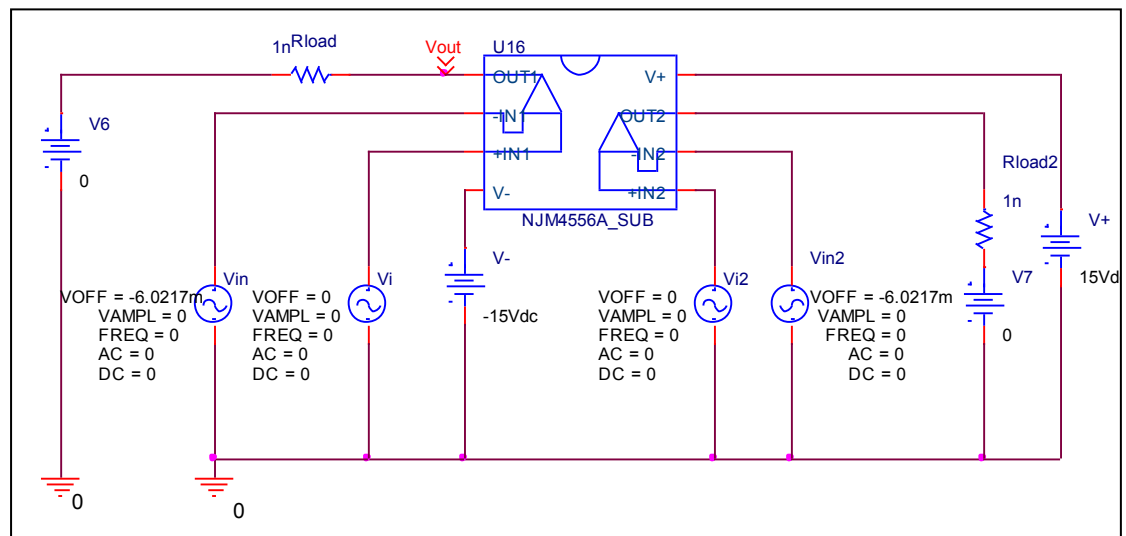 1n
Rload
Vout
U16
OUT1
V+
-IN1
OUT2
+IN1
-IN2
V-
+IN2
NJM4556A_SUB
V6
0
Rload2
1n
V+
15Vd
V7
0
V-
-15Vdc
Vin
VOFF = -6.0217m
VAMPL = 0
FREQ = 0
AC = 0
DC = 0
Vi
VOFF = 0
VAMPL = 0
FREQ = 0
AC = 0
DC = 0
Vi2
VOFF = 0
VAMPL = 0
FREQ = 0
AC = 0
DC = 0
Vin2
VOFF = -6.0217m
VAMPL = 0
FREQ = 0
AC = 0
DC = 0
0
0